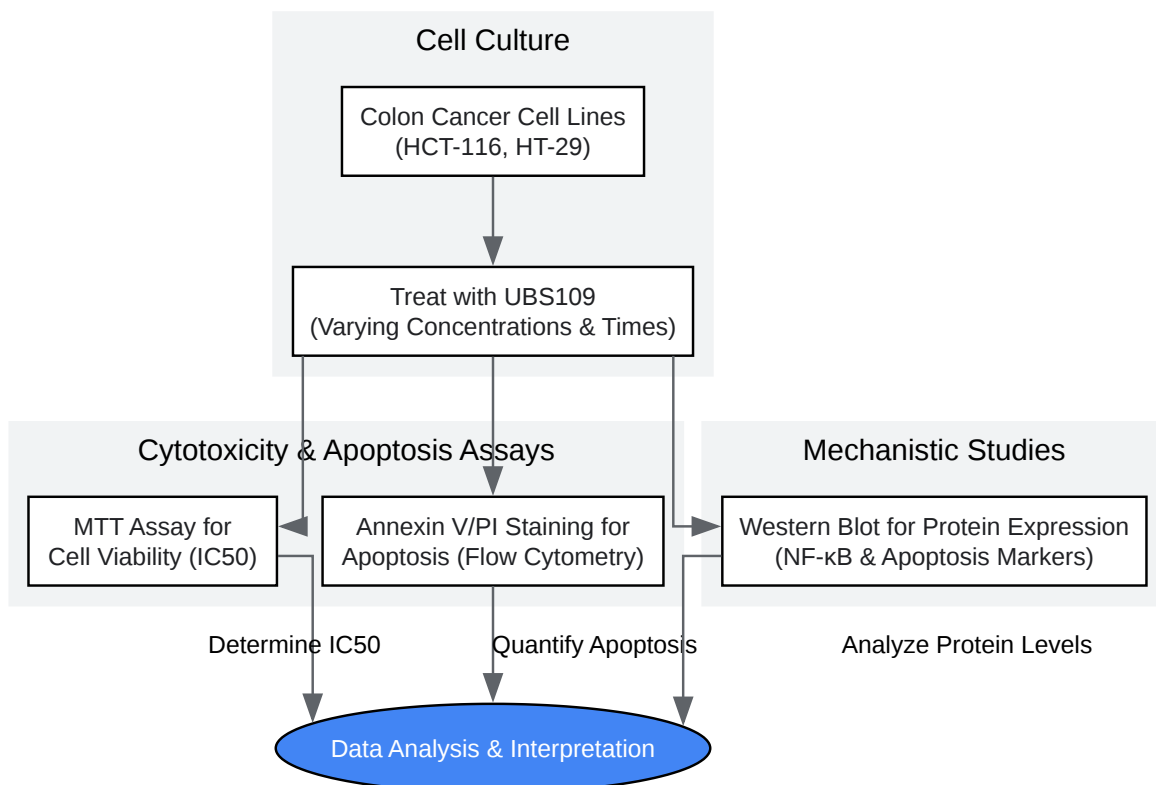 Cell Culture
Colon Cancer Cell Lines
(HCT-116, HT-29)
Treat with UBS109
(Varying Concentrations & Times)
Cytotoxicity & Apoptosis Assays
MTT Assay for
Cell Viability (IC50)
Annexin V/PI Staining for
Apoptosis (Flow Cytometry)
Mechanistic Studies
Western Blot for Protein Expression
(NF-κB & Apoptosis Markers)
Determine IC50
Quantify Apoptosis
Analyze Protein Levels
Data Analysis & Interpretation